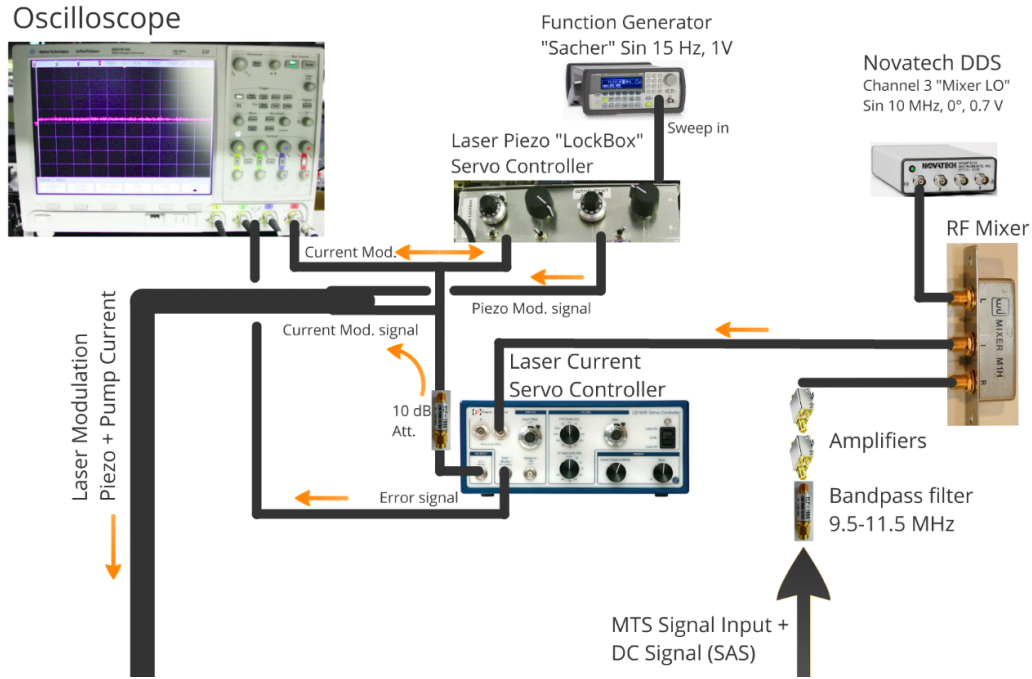 Oscilloscope
Function Generator
"Sacher" Sin 15 Hz, 1V
Novatech DDS
Channel 3 "Mixer LO"
Sin 10 MHz, 0°, 0.7 V
Sweep in
Laser Piezo "LockBox"
Servo Controller
NOVATECH
RF Mixer
Current Mod.
Piezo Mod. signal
Current Mod. signal
L
I
R
MIXER M1H
Laser Modulation
Piezo + Pump Current
Laser Current
Servo Controller
10 dB
Att.
Amplifiers
Error signal
Bandpass filter
9.5-11.5 MHz
MTS Signal Input +
DC Signal (SAS)